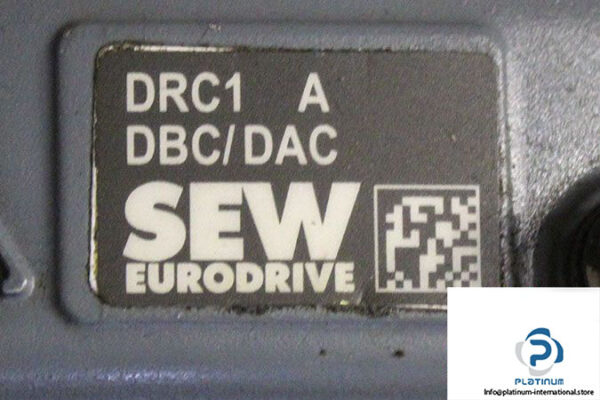 DRC1 A
DBC/DAC
SEW
EURODRIVE
PLATINUM
Info@platinum-international.store